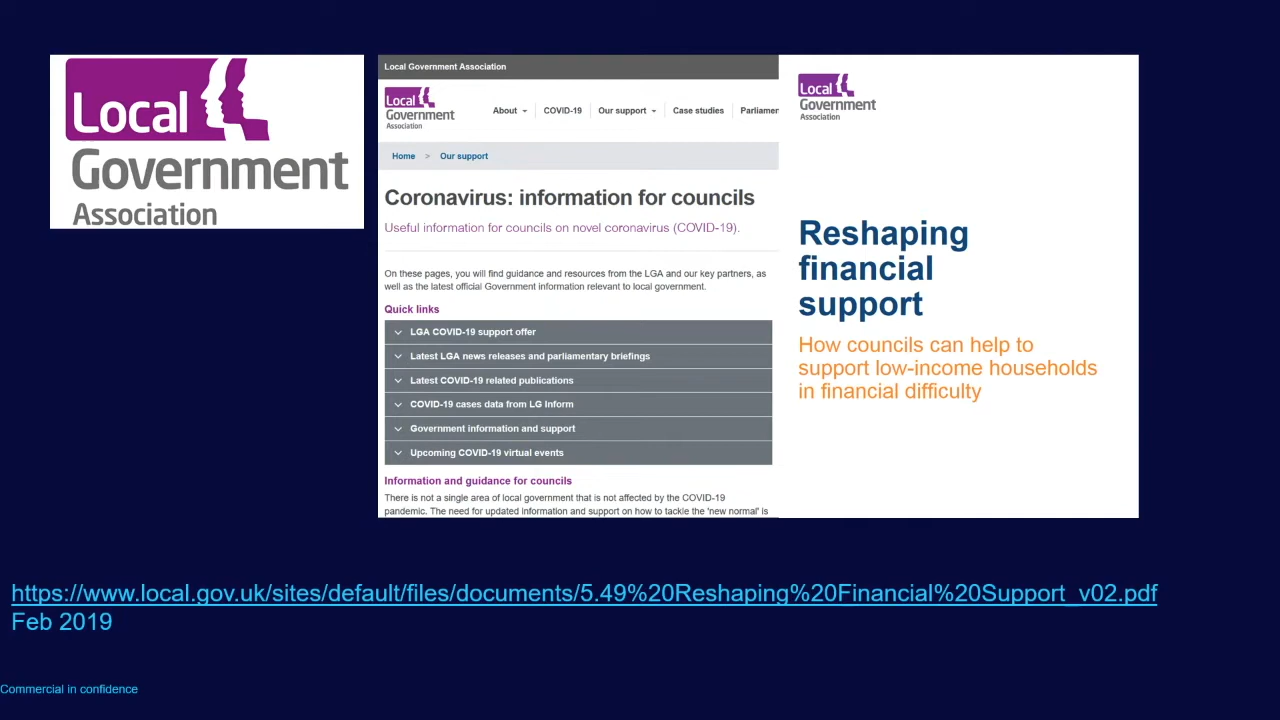 Local
Government
Association
Local Government Association
Local
Government
Association
About
COVID-19
Our support
Case studies
Parliamen
Home > Our support
Coronavirus: information for councils
Useful information for councils on novel coronavirus (COVID-19).
On these pages, you will find guidance and resources from the LGA and our key partners, as
well as the latest official Government information relevant to local government.
Quick links
LGA COVID-19 support offer
Latest LGA news releases and parliamentary briefings
Latest COVID-19 related publications
COVID-19 cases data from LG Inform
Government information and support
Upcoming COVID-19 virtual events
Information and guidance for councils
There is not a single area of local government that is not affected by the COVID-19
pandemic. The need for updated information and support on how to tackle the 'new normal' is
Local
Government
Association
Reshaping
financial
support
How councils can help to
support low-income households
in financial difficulty
https://www.local.gov.uk/sites/default/files/documents/5.49%20Reshaping%20Financial%20Support_v02.pdf
Feb 2019
Commercial in confidence